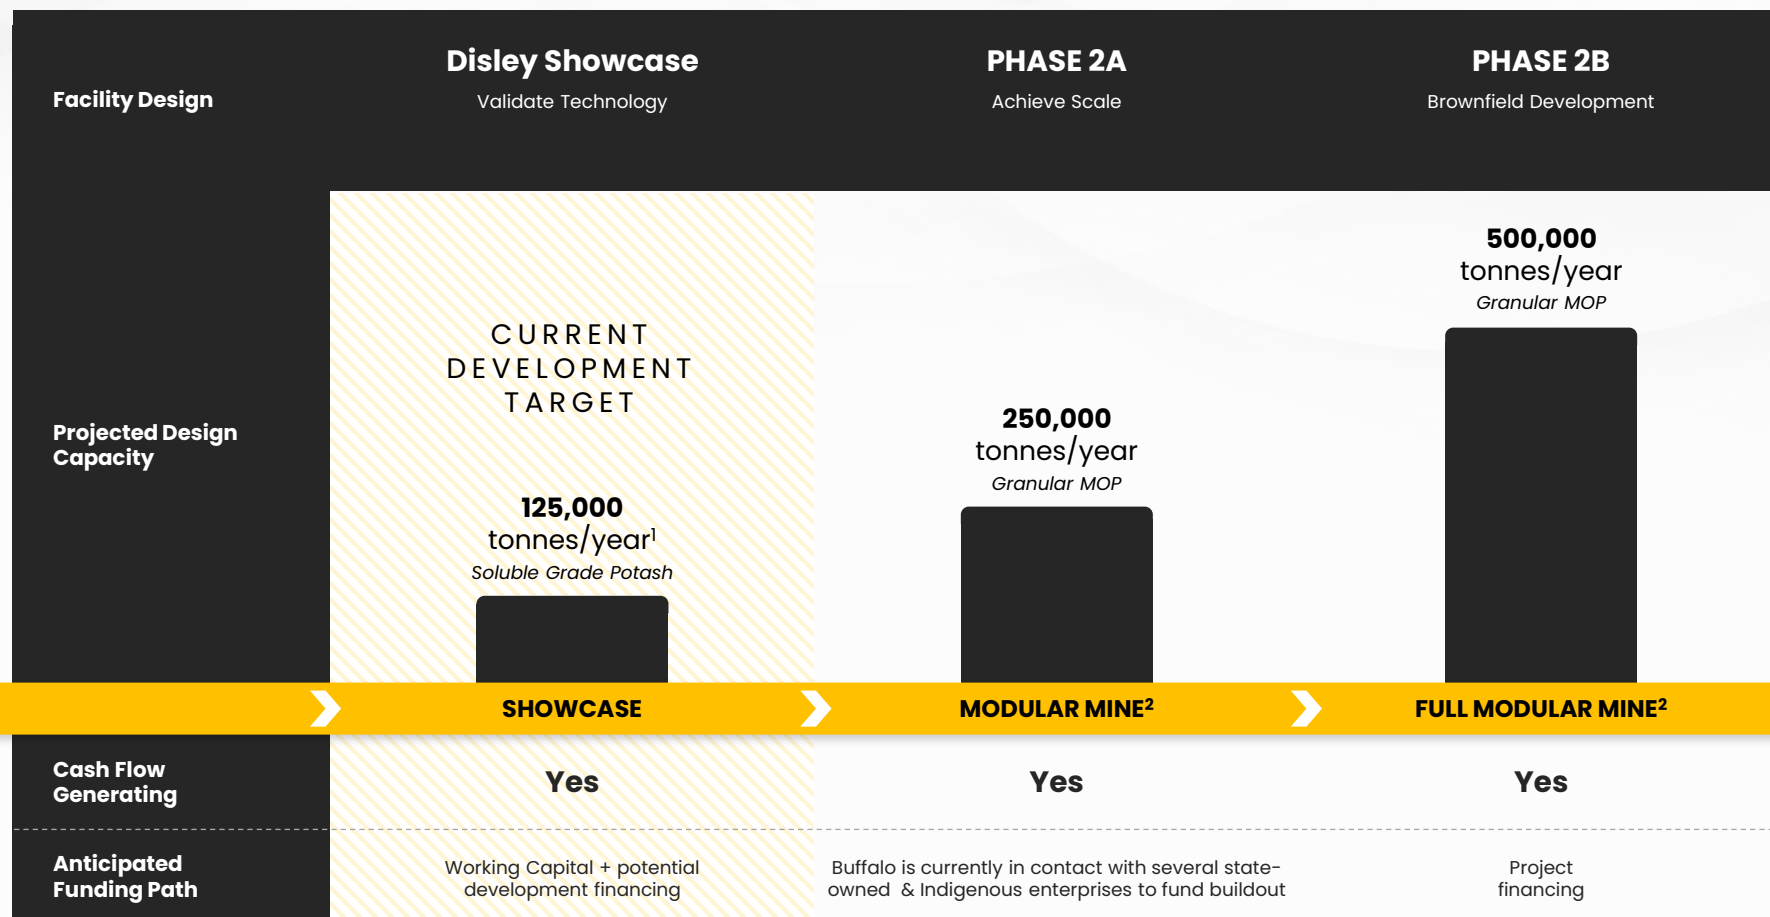 Facility Design
Disley Showcase
Validate Technology
PHASE 2A
Achieve Scale
PHASE 2B
Brownfield Development
Projected Design
Capacity
CURRENT
DEVELOPMENT
TARGET
125,000
tonnes/year¹
Soluble Grade Potash
250,000
tonnes/year
Granular MOP
500,000
tonnes/year
Granular MOP
SHOWCASE
MODULAR MINE²
FULL MODULAR MINE²
Cash Flow
Generating
Yes
Yes
Yes
Anticipated
Funding Path
Working Capital + potential
development financing
Buffalo is currently in contact with several state-
owned & Indigenous enterprises to fund buildout
Project
financing